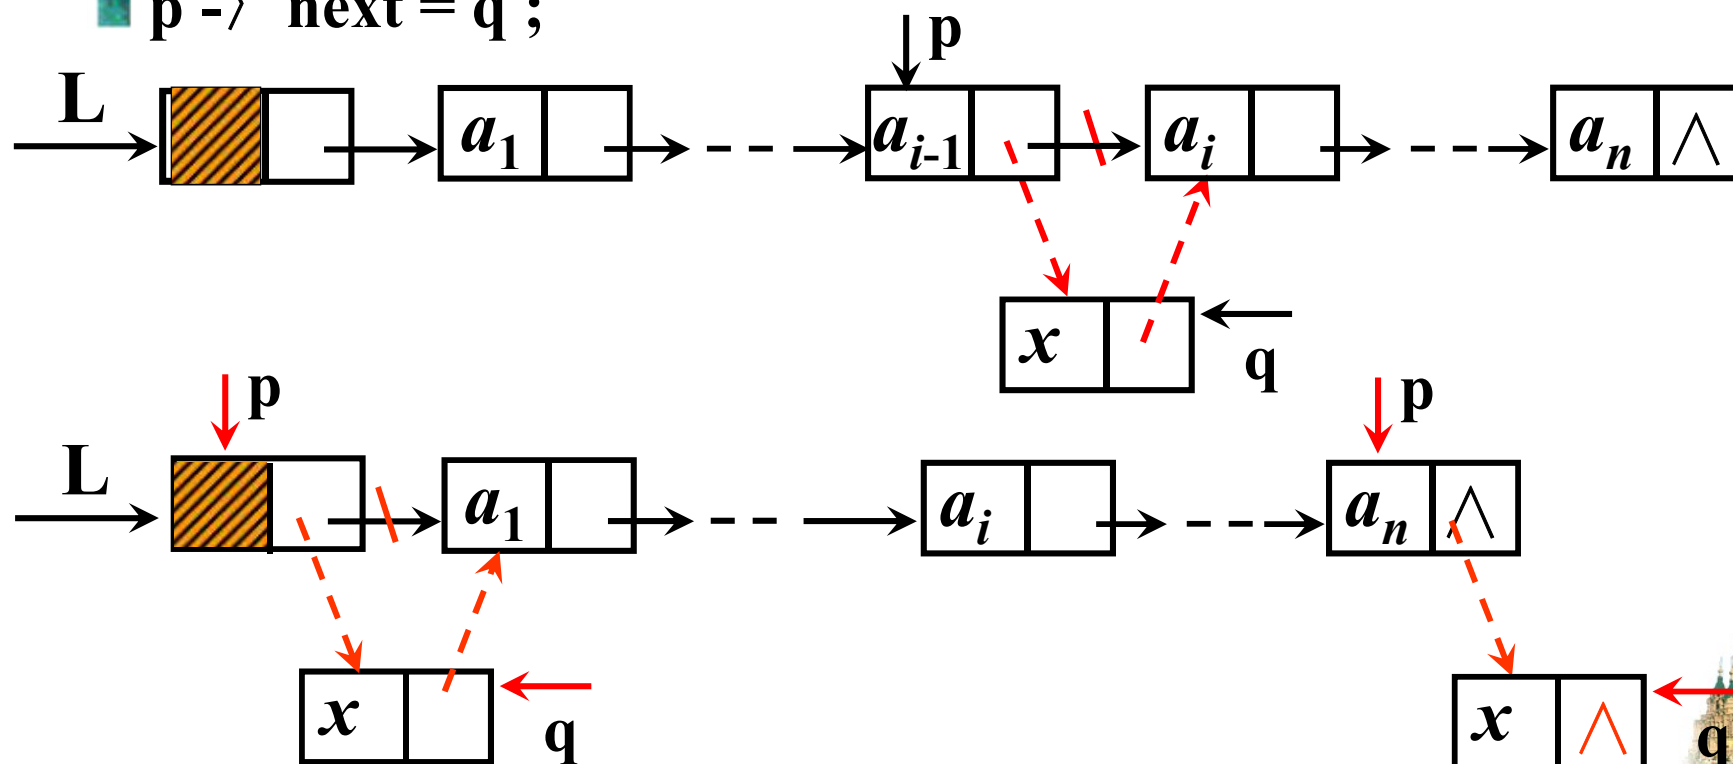 p -〉 next = q ;
p
L
a1 ai-1 ai an ∧
x
q
p p
L
a1 ai an ∧
x
q
x ∧
q